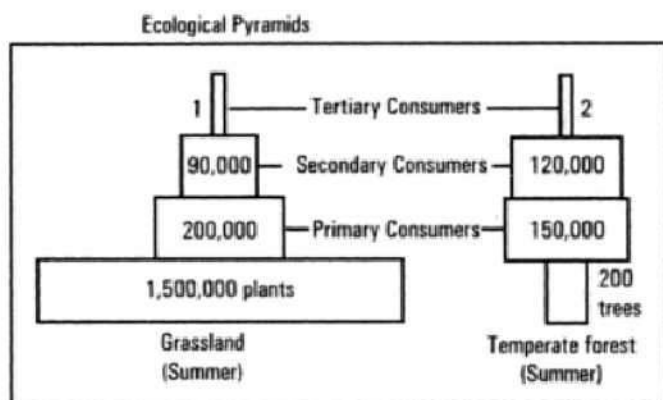 Ecological Pyramids
1 Tertiary Consumers 2
90,000 Secondary Consumers 120,000
200,000 Primary Consumers 150,000
1,500,000 plants
200
trees
Grassland
(Summer)
Temperate forest
(Summer)